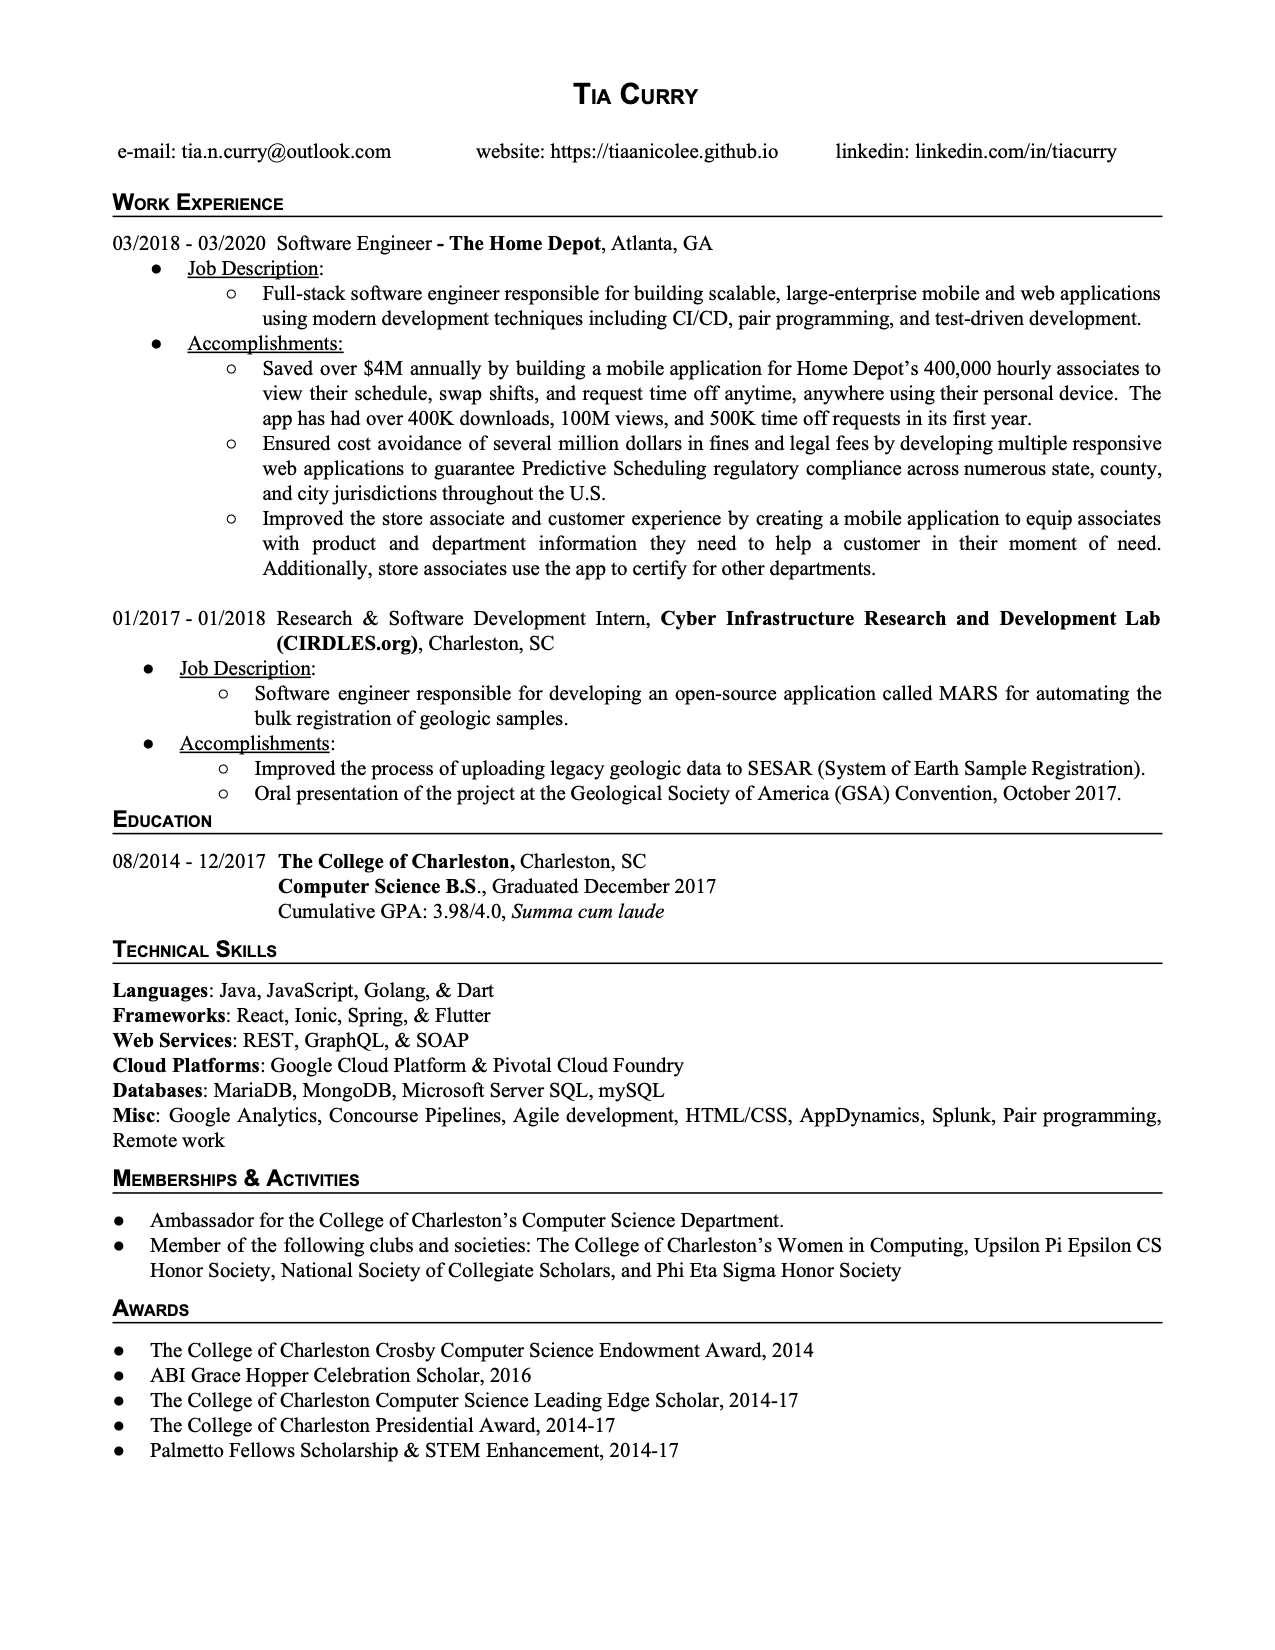 TIA CURRY
e-mail: tia.n.curry@outlook.com website: https://tiaanicolee.github.io linkedin: linkedin.com/in/tiacurry
WORK EXPERIENCE
03/2018 - 03/2020 Software Engineer - The Home Depot, Atlanta, GA
● Job Description:
○ Full-stack software engineer responsible for building scalable, large-enterprise mobile and web applications
using modern development techniques including CI/CD, pair programming, and test-driven development.
● Accomplishments:
○ Saved over $4M annually by building a mobile application for Home Depot’s 400,000 hourly associates to
view their schedule, swap shifts, and request time off anytime, anywhere using their personal device. The
app has had over 400K downloads, 100M views, and 500K time off requests in its first year.
○ Ensured cost avoidance of several million dollars in fines and legal fees by developing multiple responsive
web applications to guarantee Predictive Scheduling regulatory compliance across numerous state, county,
and city jurisdictions throughout the U.S.
○ Improved the store associate and customer experience by creating a mobile application to equip associates
with product and department information they need to help a customer in their moment of need.
Additionally, store associates use the app to certify for other departments.
01/2017 - 01/2018 Research & Software Development Intern, Cyber Infrastructure Research and Development Lab
(CIRDLES.org), Charleston, SC
● Job Description:
○ Software engineer responsible for developing an open-source application called MARS for automating the
bulk registration of geologic samples.
● Accomplishments:
○ Improved the process of uploading legacy geologic data to SESAR (System of Earth Sample Registration).
○ Oral presentation of the project at the Geological Society of America (GSA) Convention, October 2017.
EDUCATION
08/2014 - 12/2017 The College of Charleston, Charleston, SC
Computer Science B.S., Graduated December 2017
Cumulative GPA: 3.98/4.0, Summa cum laude
TECHNICAL SKILLS
Languages: Java, JavaScript, Golang, & Dart
Frameworks: React, Ionic, Spring, & Flutter
Web Services: REST, GraphQL, & SOAP
Cloud Platforms: Google Cloud Platform & Pivotal Cloud Foundry
Databases: MariaDB, MongoDB, Microsoft Server SQL, mySQL
Misc: Google Analytics, Concourse Pipelines, Agile development, HTML/CSS, AppDynamics, Splunk, Pair programming,
Remote work
MEMBERSHIPS & ACTIVITIES
● Ambassador for the College of Charleston’s Computer Science Department.
● Member of the following clubs and societies: The College of Charleston’s Women in Computing, Upsilon Pi Epsilon CS
Honor Society, National Society of Collegiate Scholars, and Phi Eta Sigma Honor Society
AWARDS
● The College of Charleston Crosby Computer Science Endowment Award, 2014
● ABI Grace Hopper Celebration Scholar, 2016
● The College of Charleston Computer Science Leading Edge Scholar, 2014-17
● The College of Charleston Presidential Award, 2014-17
● Palmetto Fellows Scholarship & STEM Enhancement, 2014-17